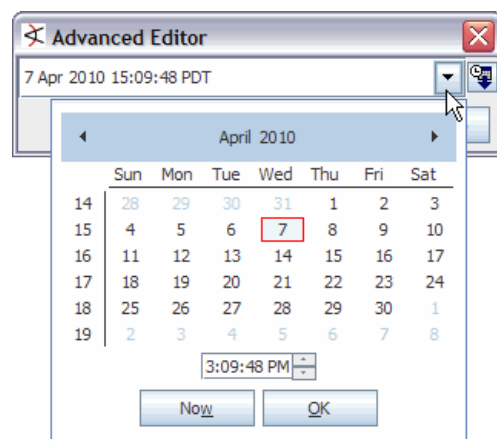 Advanced Editor
7 Apr 2010 15:09:48 PDT
April 2010
Sun Mon Tue Wed Thu Fri Sat
14 28 29 30 31 1 2 3
15 4 5 6 7 8 9 10
16 11 12 13 14 15 16 17
17 18 19 20 21 22 23 24
18 25 26 27 28 29 30 1
19 2 3 4 5 6 7 8
3:09:48 PM
Now OK